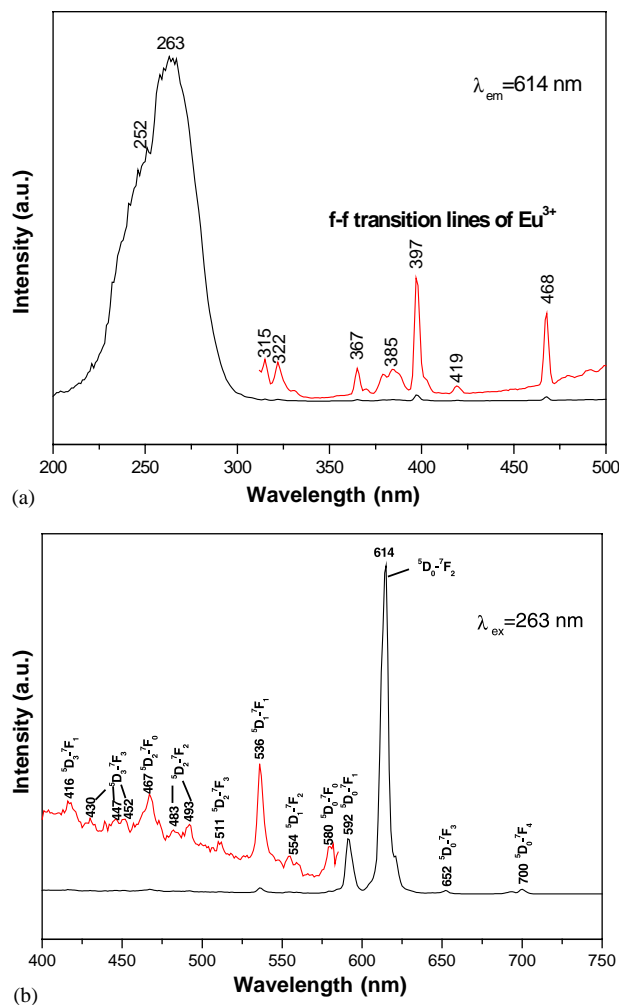 263
252
λem=614 nm
f-f transition lines of Eu³⁺
397
468
315
322
367
385
419
Intensity (a.u.)
200 250 300 350 400 450 500
Wavelength (nm)
(a)
614
⁵D₀-⁷F₂
λex=263 nm
Intensity (a.u.)
416 ⁵D₃-⁷F₁
430
447
452
⁵D₃-⁷F₃
467 ⁵D₂-⁷F₀
483
493
⁵D₂-⁷F₂
511 ⁵D₂-⁷F₃
536 ⁵D₁-⁷F₁
554 ⁵D₁-⁷F₂
580 ⁵D₀-⁷F₀
592 ⁵D₀-⁷F₁
652 ⁵D₀-⁷F₃
700 ⁵D₀-⁷F₄
400 450 500 550 600 650 700 750
Wavelength (nm)
(b)